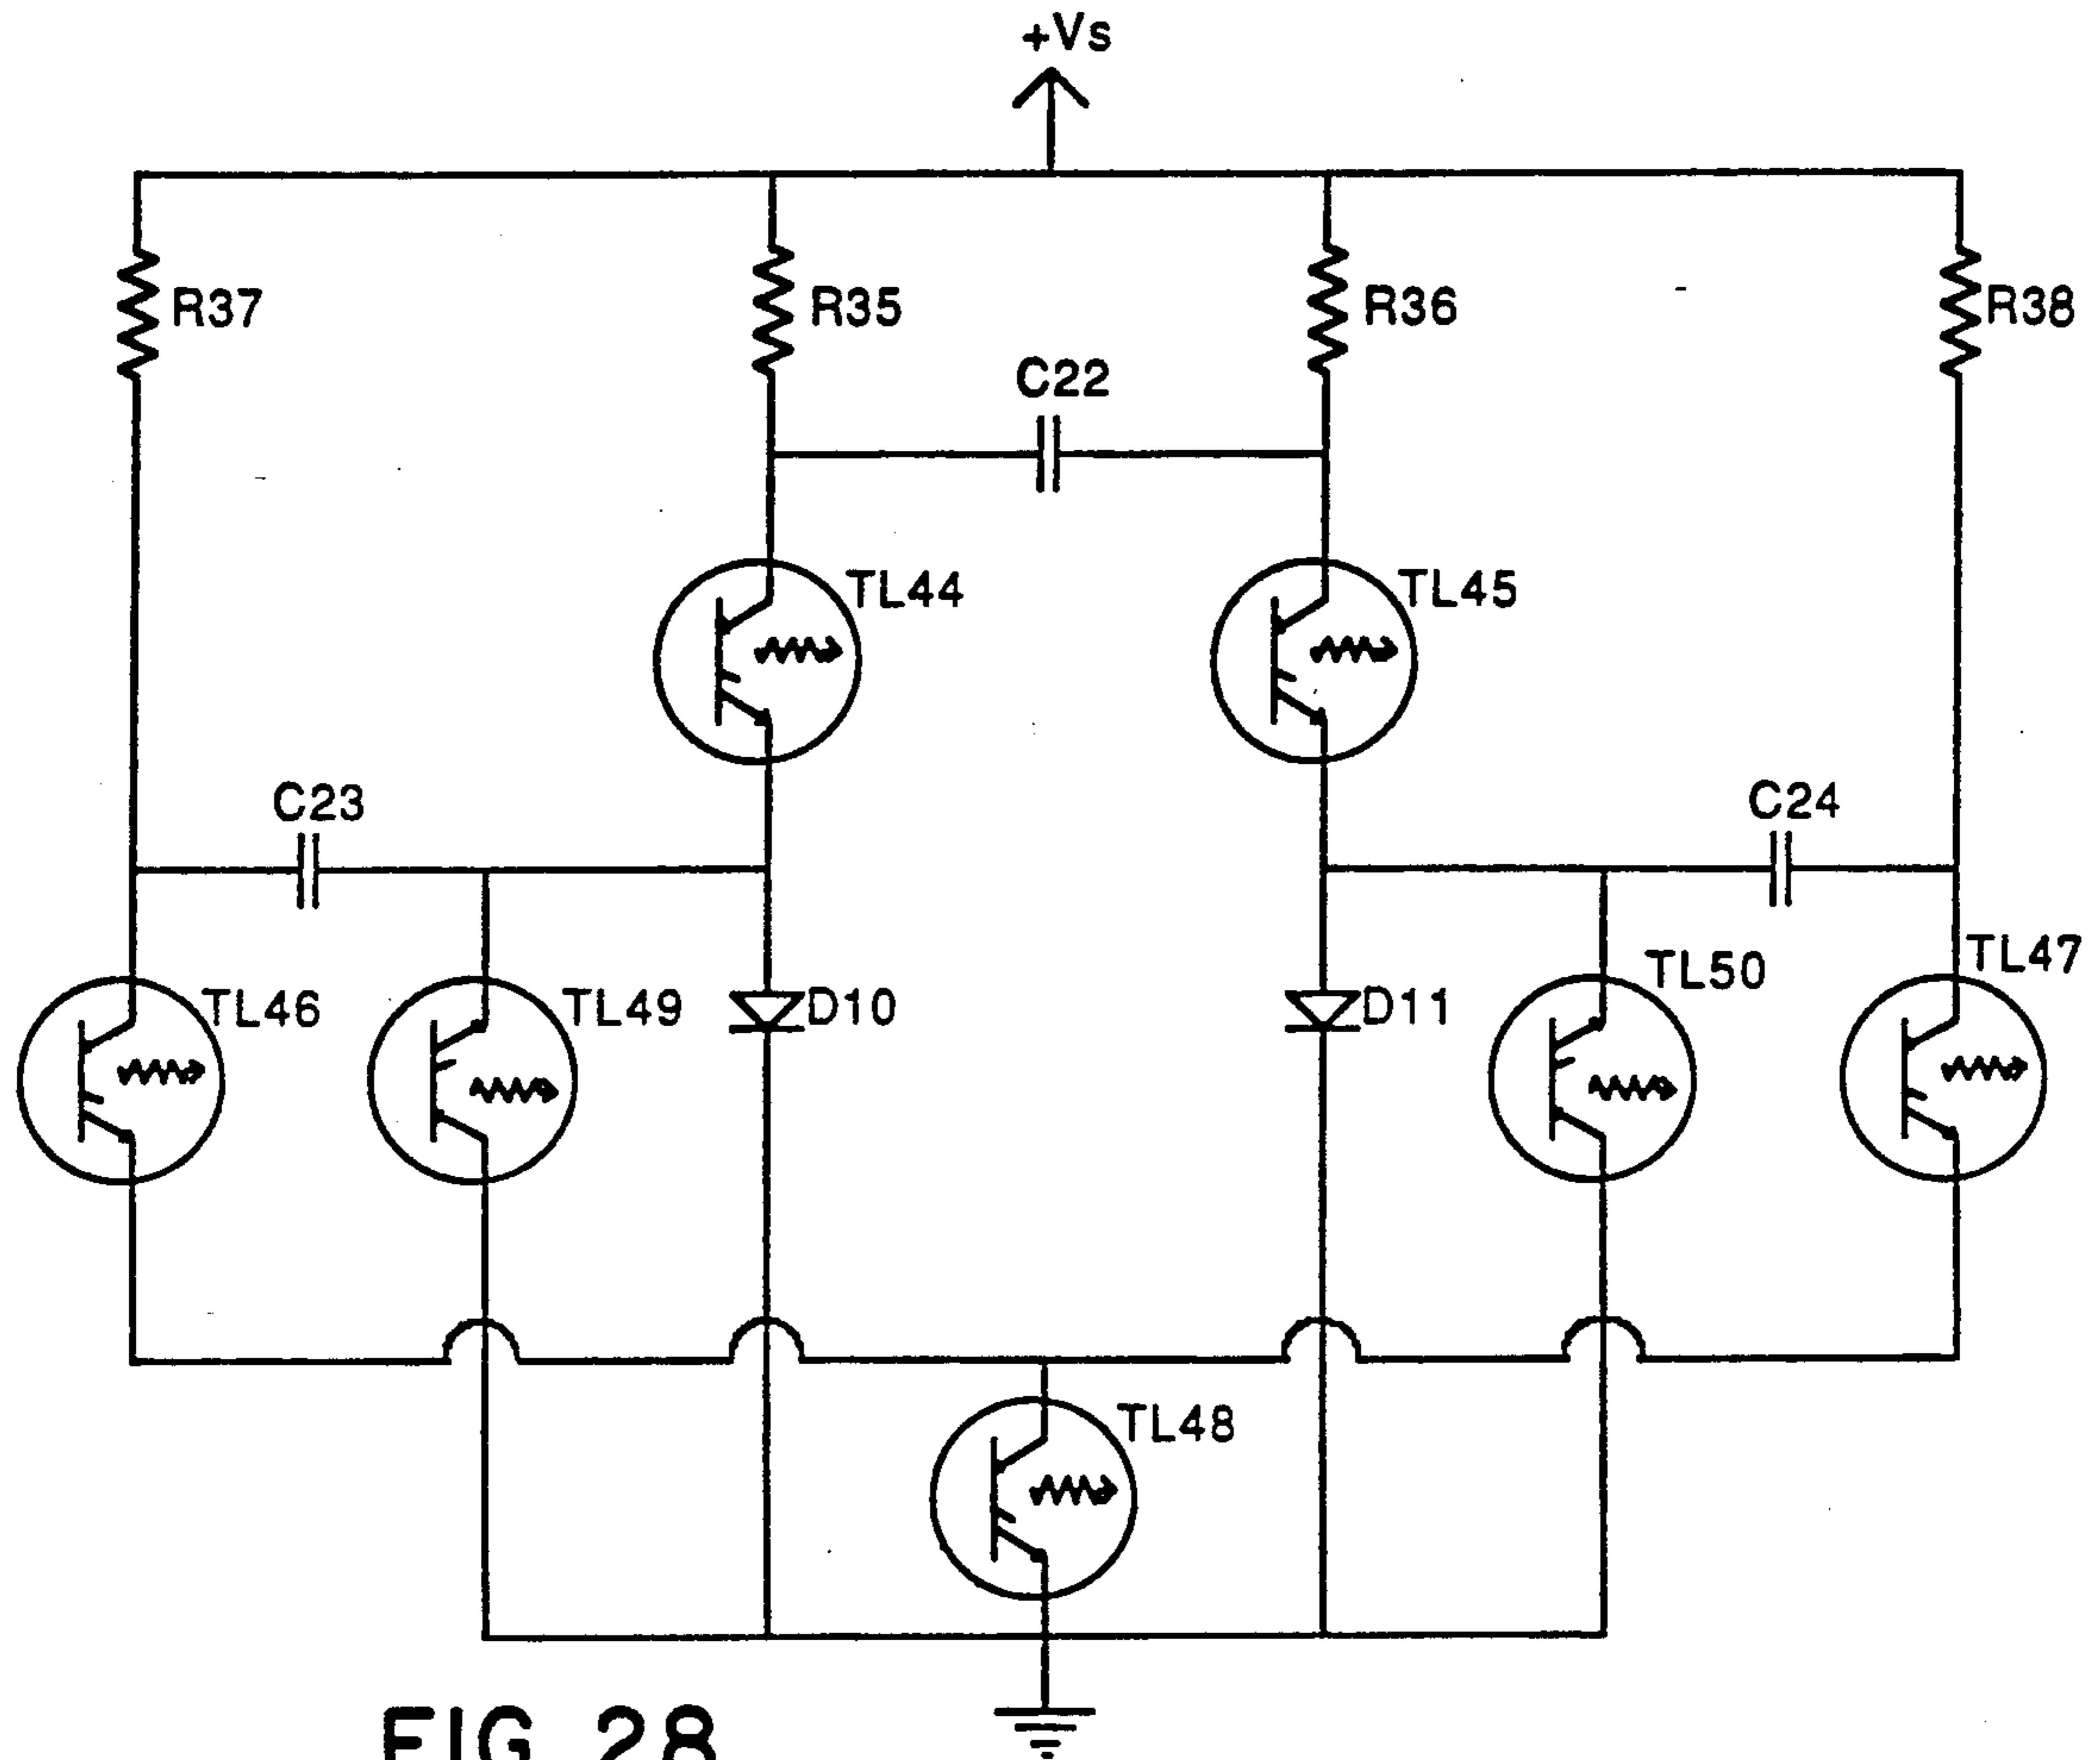 +Vs
R37
R35
R36
R38
C22
TL44
TL45
C23
C24
TL46
TL49
D10
D11
TL50
TL47
TL48
FIG 28